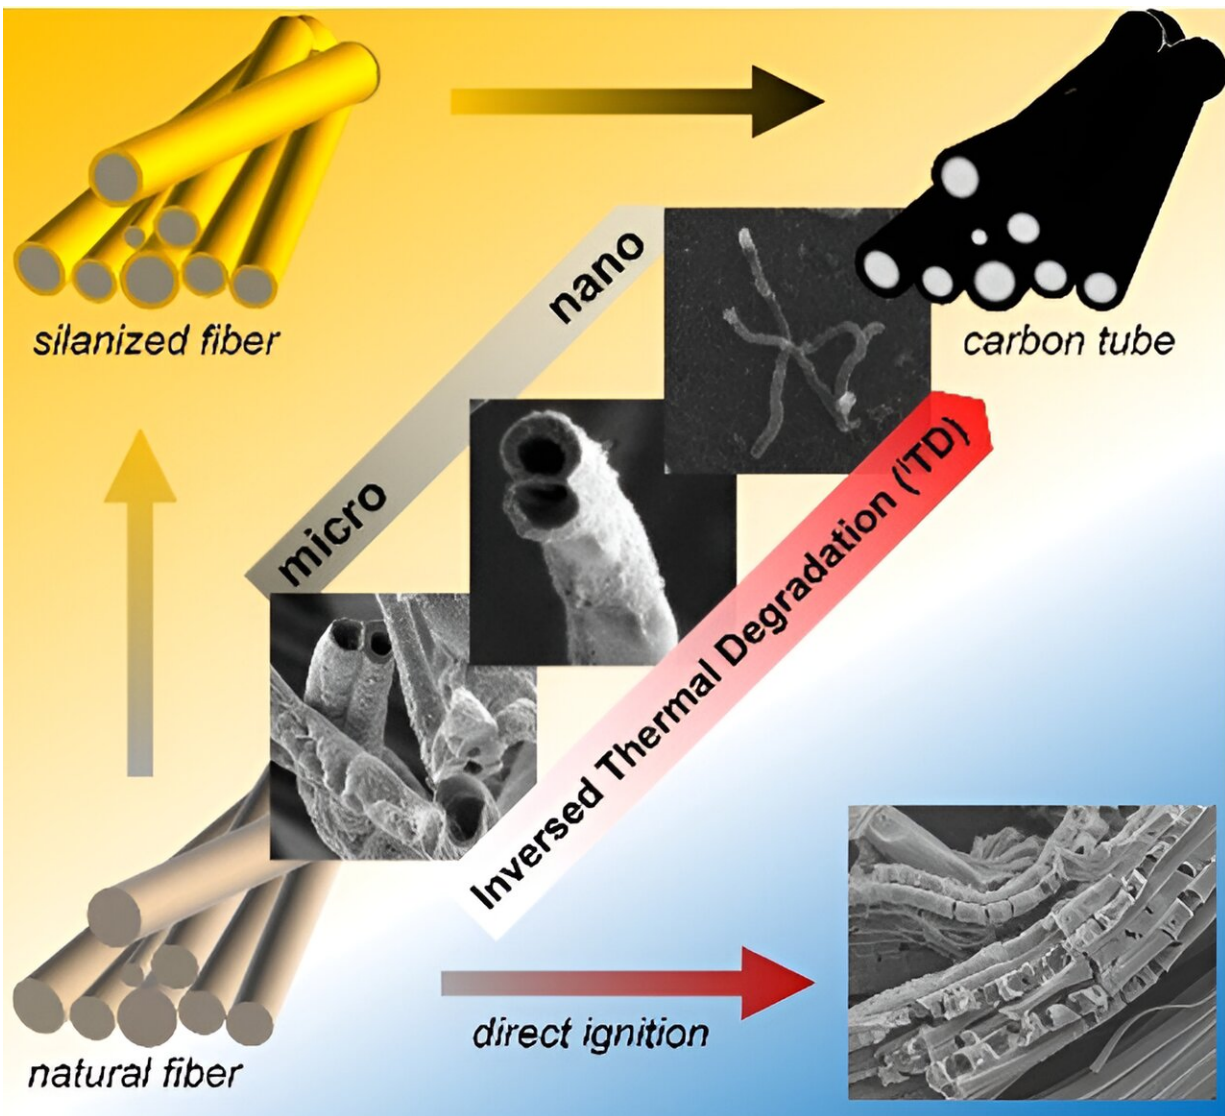 silanized fiber
carbon tube
nano
micro
Inversed Thermal Degradation (ⁱTD)
direct ignition
natural fiber